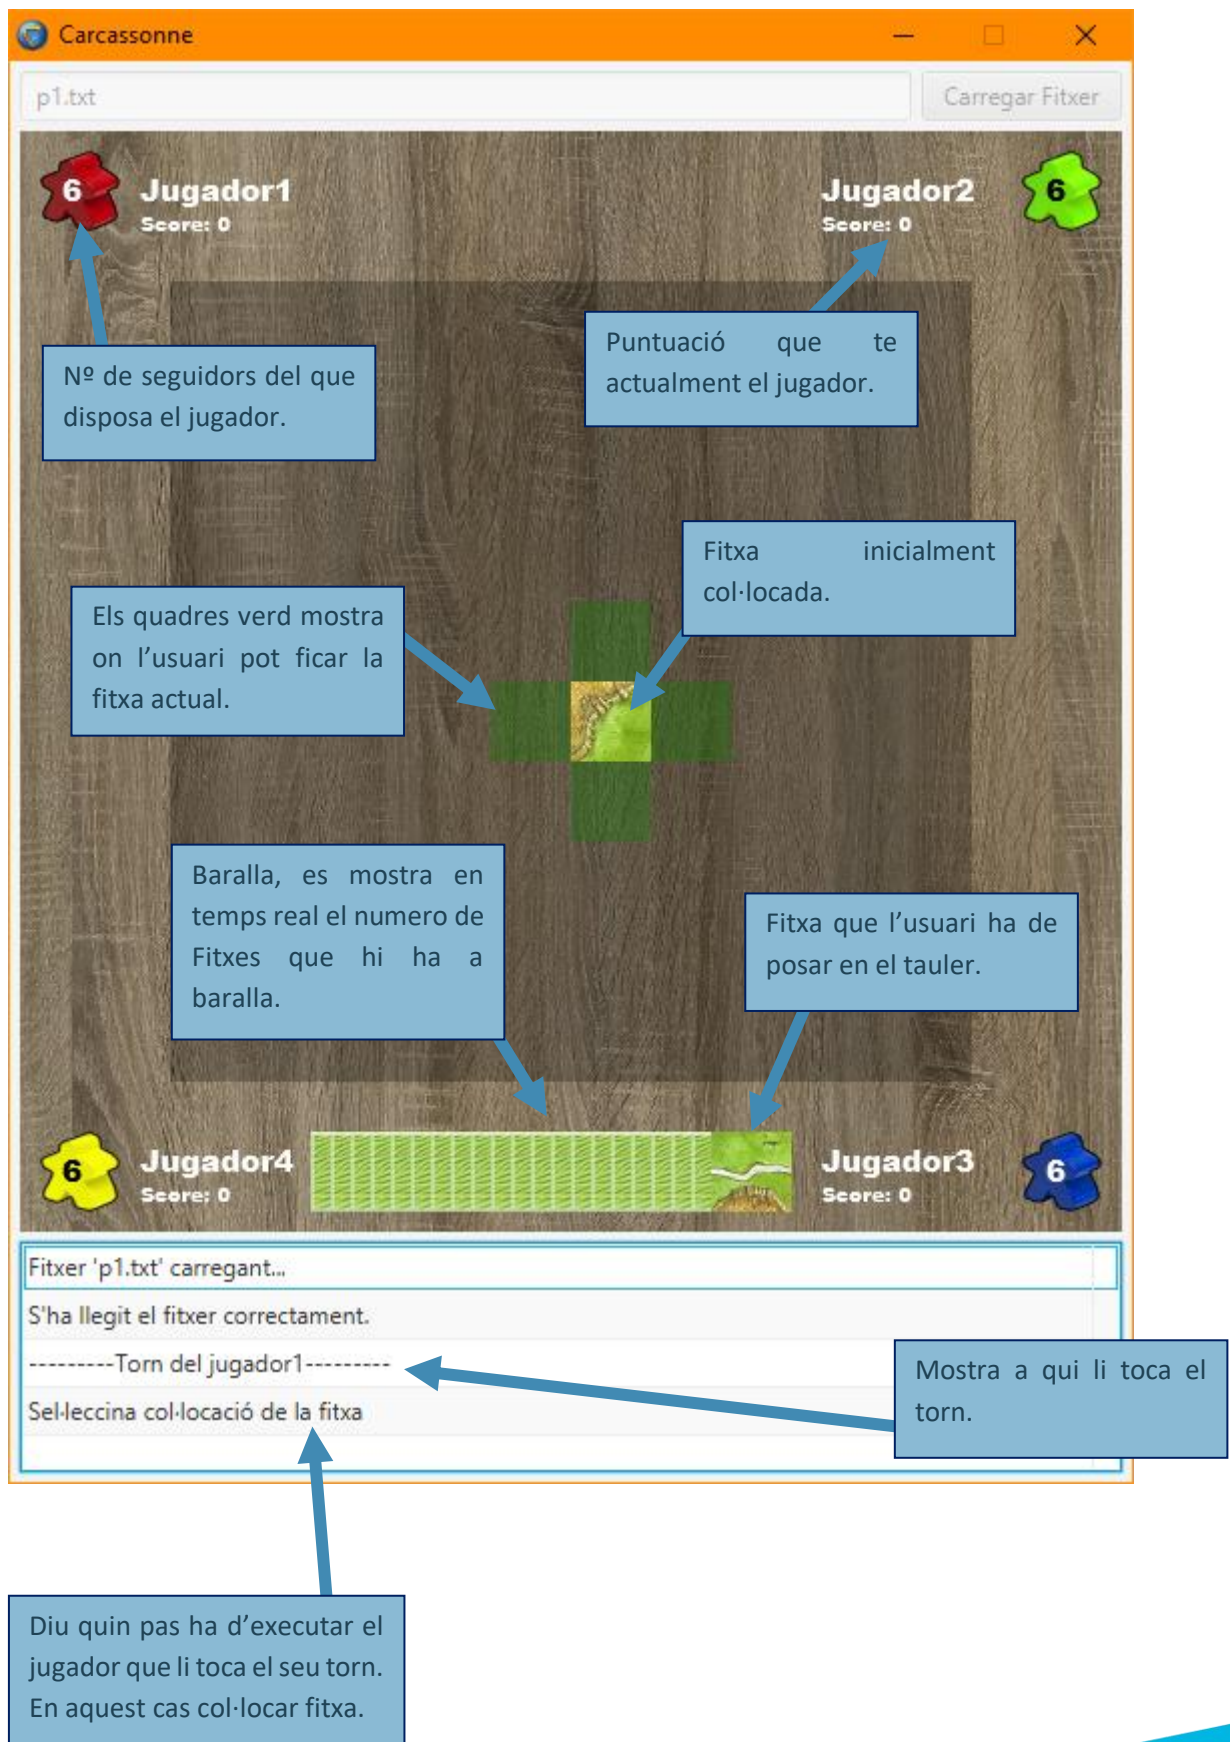 Carcassonne
p1.txt
Carregar Fitxer
6
Jugador1
Score: 0
Jugador2
Score: 0
6
Nº de seguidors del que
disposa el jugador.
Puntuació que te
actualment el jugador.
Fitxa inicialment
col·locada.
Els quadres verd mostra
on l’usuari pot ficar la
fitxa actual.
Baralla, es mostra en
temps real el numero de
Fitxes que hi ha a
baralla.
Fitxa que l’usuari ha de
posar en el tauler.
6
Jugador4
Score: 0
Jugador3
Score: 0
6
Fitxer 'p1.txt' carregant...
S'ha llegit el fitxer correctament.
---------Torn del jugador1---------
Sel·leccina col·locació de la fitxa
Mostra a qui li toca el
torn.
Diu quin pas ha d’executar el
jugador que li toca el seu torn.
En aquest cas col·locar fitxa.